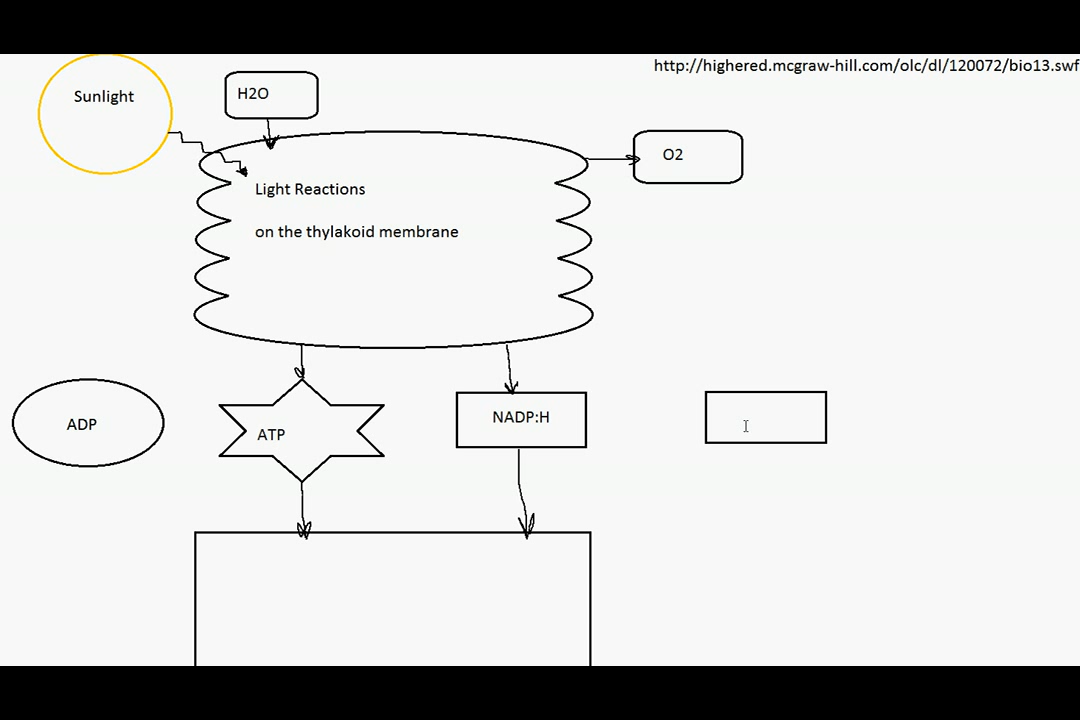 http://highered.mcgraw-hill.com/olc/dl/120072/bio13.swf
Sunlight
H2O
O2
Light Reactions
on the thylakoid membrane
ADP
ATP
NADP:H